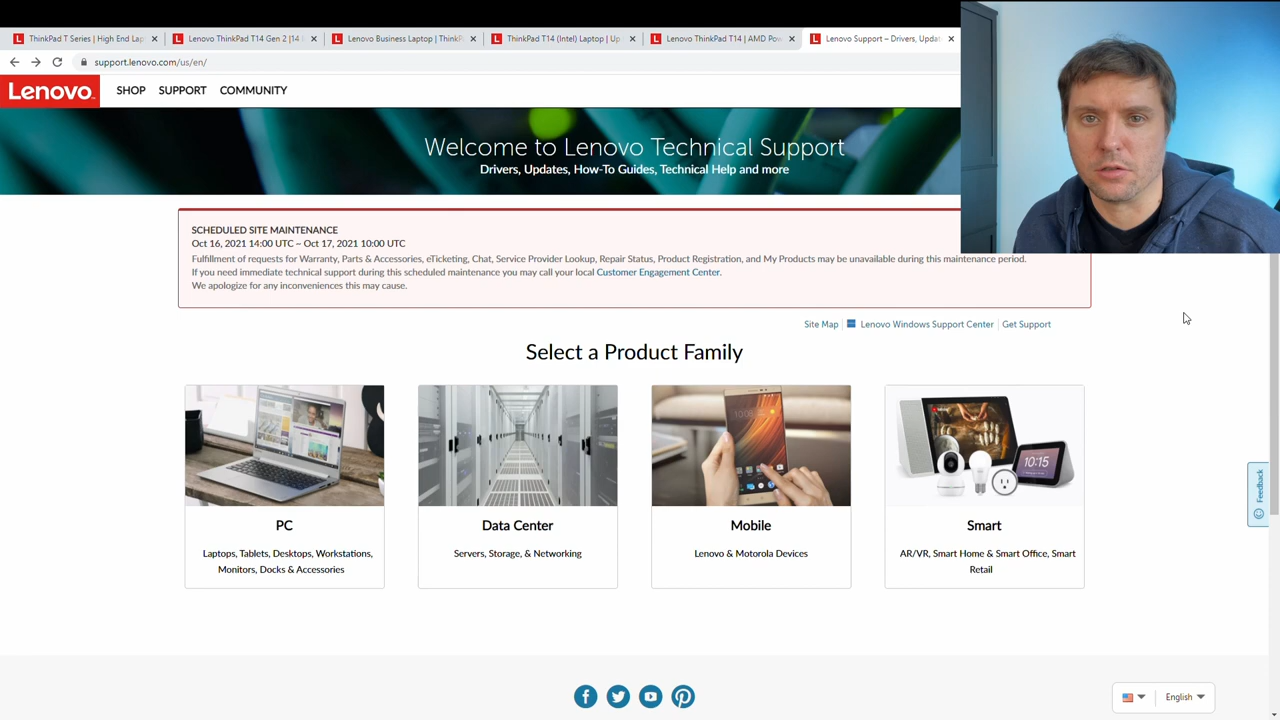 ThinkPad T Series | High End Lap
Lenovo ThinkPad T14 Gen 2 |14
Lenovo Business Laptop | ThinkP
ThinkPad T14 (Intel) Laptop | Up
Lenovo ThinkPad T14 | AMD Pow
Lenovo Support – Drivers, Updat
support.lenovo.com/us/en/
Lenovo
SHOP SUPPORT COMMUNITY
Welcome to Lenovo Technical Support
Drivers, Updates, How-To Guides, Technical Help and more
SCHEDULED SITE MAINTENANCE
Oct 16, 2021 14:00 UTC ~ Oct 17, 2021 10:00 UTC
Fulfillment of requests for Warranty, Parts & Accessories, eTicketing, Chat, Service Provider Lookup, Repair Status, Product Registration, and My Products may be unavailable during this maintenance period.
If you need immediate technical support during this scheduled maintenance you may call your local Customer Engagement Center.
We apologize for any inconveniences this may cause.
Site Map | Lenovo Windows Support Center | Get Support
Select a Product Family
10:08
10:15
PC
Laptops, Tablets, Desktops, Workstations,
Monitors, Docks & Accessories
Data Center
Servers, Storage, & Networking
Mobile
Lenovo & Motorola Devices
Smart
AR/VR, Smart Home & Smart Office, Smart
Retail
Feedback
English